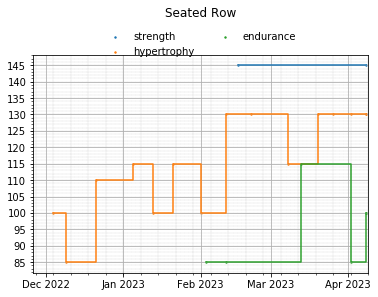 Seated Row
strength
endurance
hypertrophy
145
135
130
125
120
115
110
105
100
95
90
85
Dec 2022
Jan 2023
Feb 2023
Mar 2023
Apr 2023